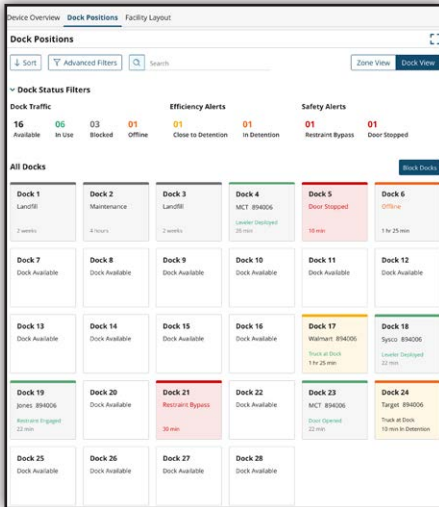 Device Overview Dock Positions Facility Layout
Dock Positions
Sort Advanced Filters Search Zone View Dock View
Dock Status Filters
Dock Traffic Efficiency Alerts Safety Alerts
16 06 03 01 01 01 01 01
Available In Use Blocked Offline Close to Detention In Detention Restraint Bypass Door Stopped
All Docks Block Docks
Dock 1 Dock 2 Dock 3 Dock 4 Dock 5 Dock 6
Landfill Maintenance Landfill MCT 894006 Door Stopped Offline
Leveler Deployed
2 weeks 4 hours 2 weeks 35 min 10 min 1 hr 25 min
Dock 7 Dock 8 Dock 9 Dock 10 Dock 11 Dock 12
Dock Available Dock Available Dock Available Dock Available Dock Available Dock Available
Dock 13 Dock 14 Dock 15 Dock 16 Dock 17 Dock 18
Dock Available Dock Available Dock Available Dock Available Walmart 894006 Sysco 894006
Truck at Dock Leveler Deployed
1 hr 25 min 22 min
Dock 19 Dock 20 Dock 21 Dock 22 Dock 23 Dock 24
Jones 894006 Dock Available Restraint Bypass Dock Available MCT 894006 Target 894006
Restraint Engaged Door Opened Truck at Dock
22 min 30 min 22 min 10 min In Detention
Dock 25 Dock 26 Dock 27 Dock 28
Dock Available Dock Available Dock Available Dock Available